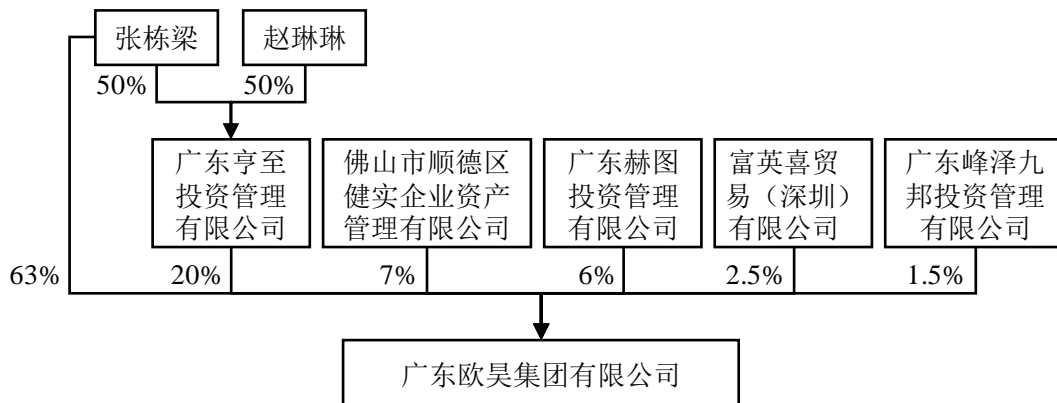 张栋梁
赵琳琳
50%
50%
广东亨至
投资管理
有限公司
佛山市顺德区
健实企业资产
管理有限公司
广东赫图
投资管理
有限公司
富英喜贸
易（深圳）
有限公司
广东峰泽九
邦投资管理
有限公司
63%
20%
7%
6%
2.5%
1.5%
广东欧昊集团有限公司